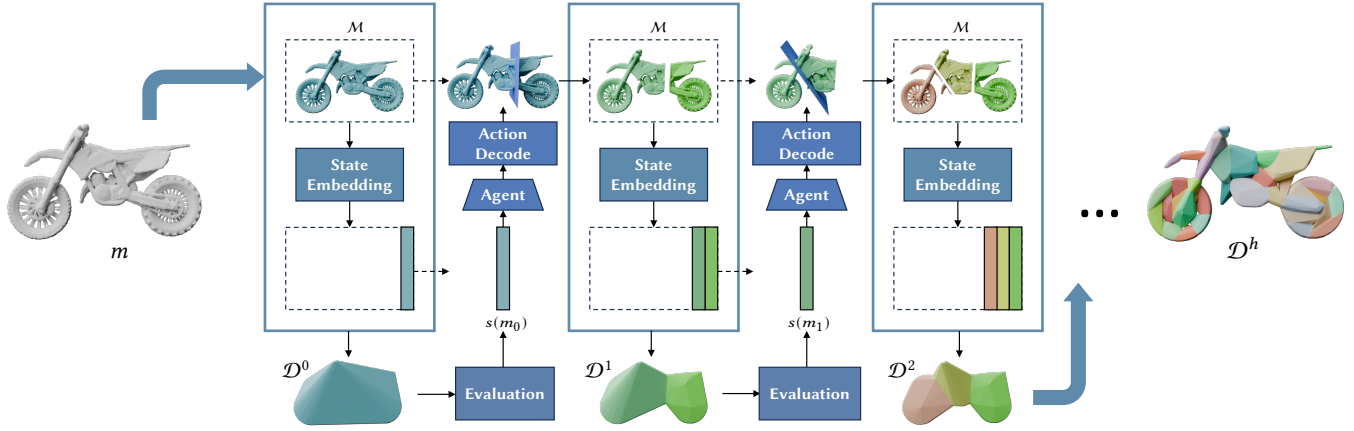 m
ℳ
State
Embedding
𝒟⁰
Action
Decode
Agent
s(m₀)
Evaluation
ℳ
State
Embedding
𝒟¹
Action
Decode
Agent
s(m₁)
Evaluation
ℳ
State
Embedding
𝒟²
...
𝒟ʰ